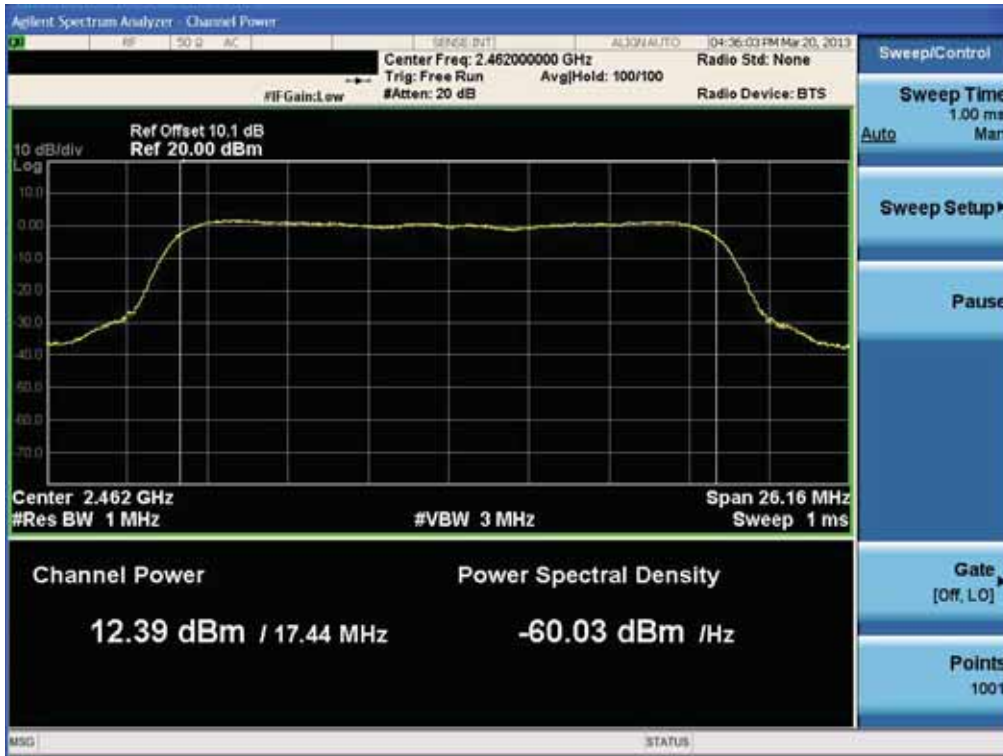 Agilent Spectrum Analyzer - Channel Power
RF 50 Ω AC SENSE:INT ALIGN AUTO 04:36:03 PM Mar 20, 2013
Center Freq: 2.462000000 GHz Radio Std: None
Trig: Free Run Avg|Hold: 100/100
#IFGain:Low #Atten: 20 dB Radio Device: BTS
Ref Offset 10.1 dB
10 dB/div Ref 20.00 dBm
Log
10.0
0.00
-10.0
-20.0
-30.0
-40.0
-50.0
-60.0
-70.0
Center 2.462 GHz Span 26.16 MHz
#Res BW 1 MHz #VBW 3 MHz Sweep 1 ms
Channel Power Power Spectral Density
12.39 dBm / 17.44 MHz -60.03 dBm /Hz
MSG STATUS
Sweep/Control
Sweep Time
1.00 ms
Auto Man
Sweep Setup
Pause
Gate
[Off, LO]
Points
1001